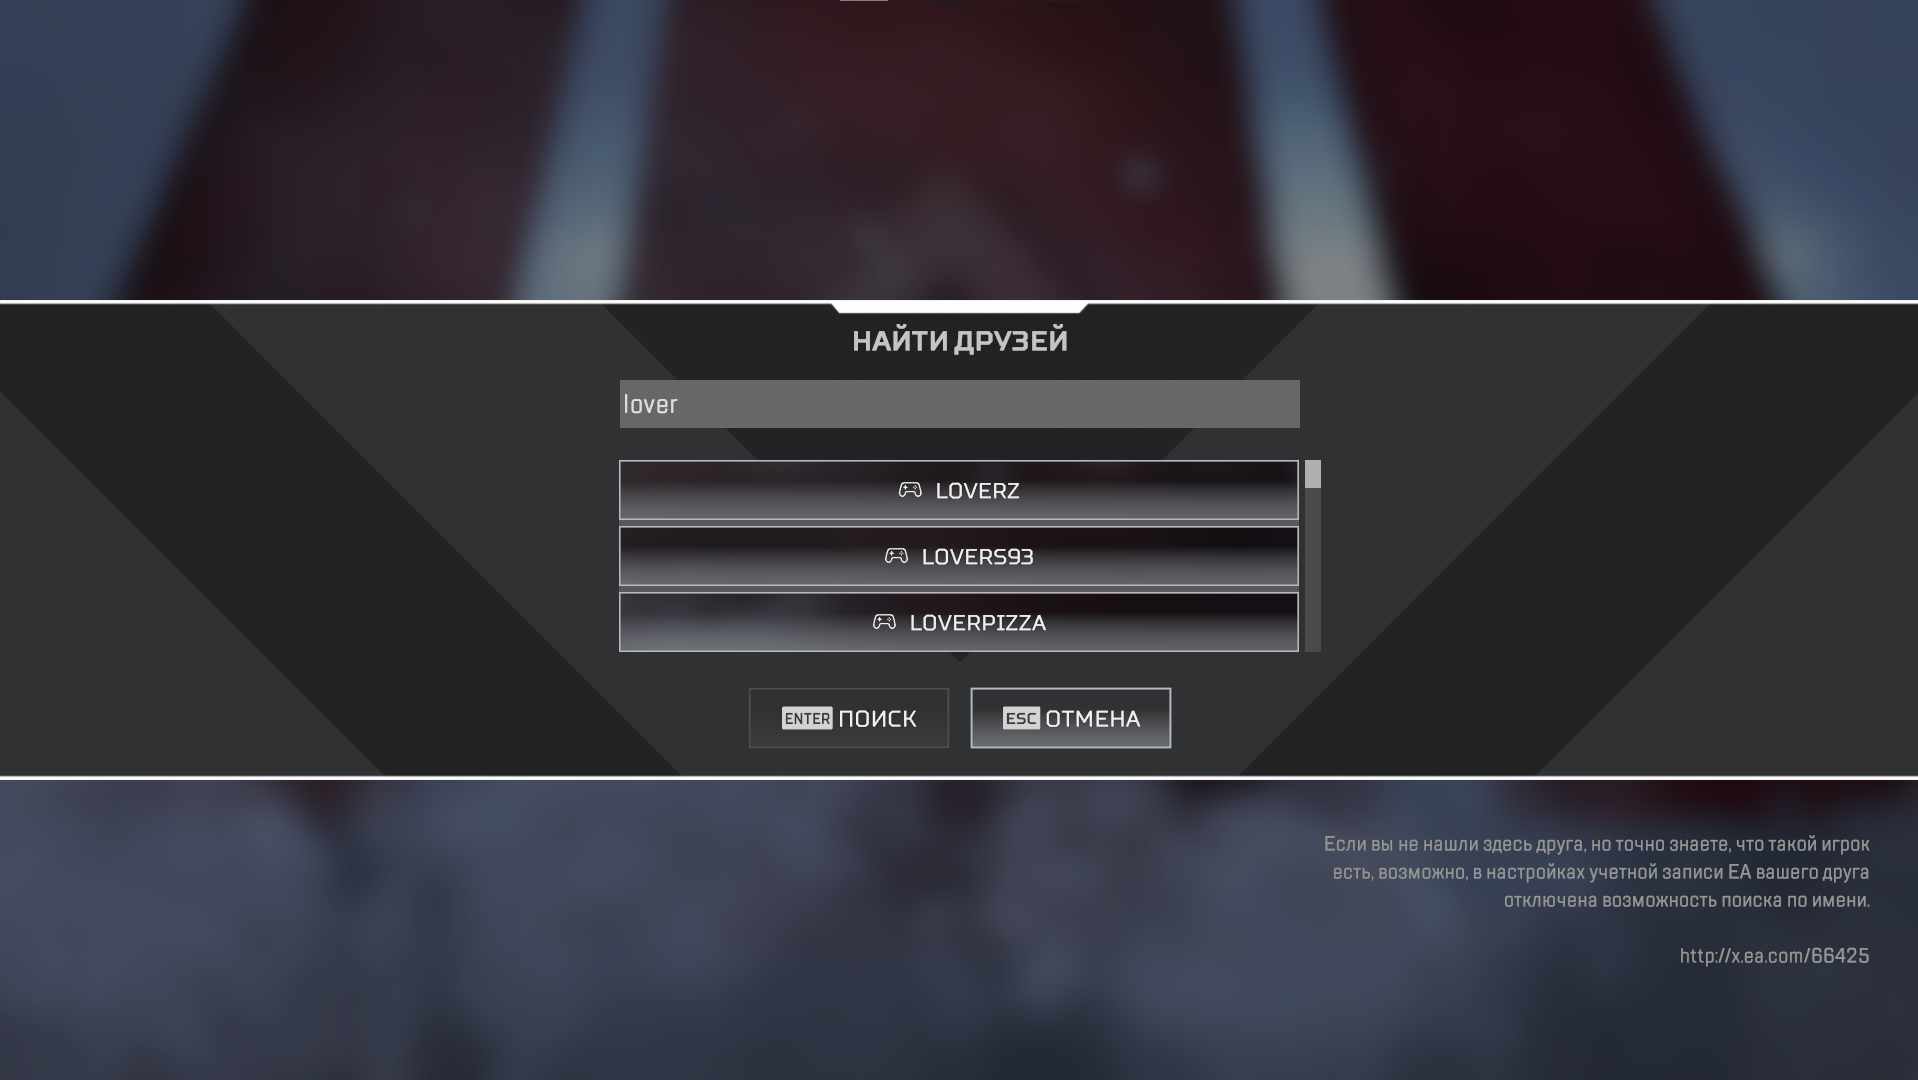 НАЙТИ ДРУЗЕЙ
lover
LOVERZ
LOVERS93
LOVERPIZZA
ENTER ПОИСК
ESC ОТМЕНА
Если вы не нашли здесь друга, но точно знаете, что такой игрок
есть, возможно, в настройках учетной записи EA вашего друга
отключена возможность поиска по имени.
http://x.ea.com/66425